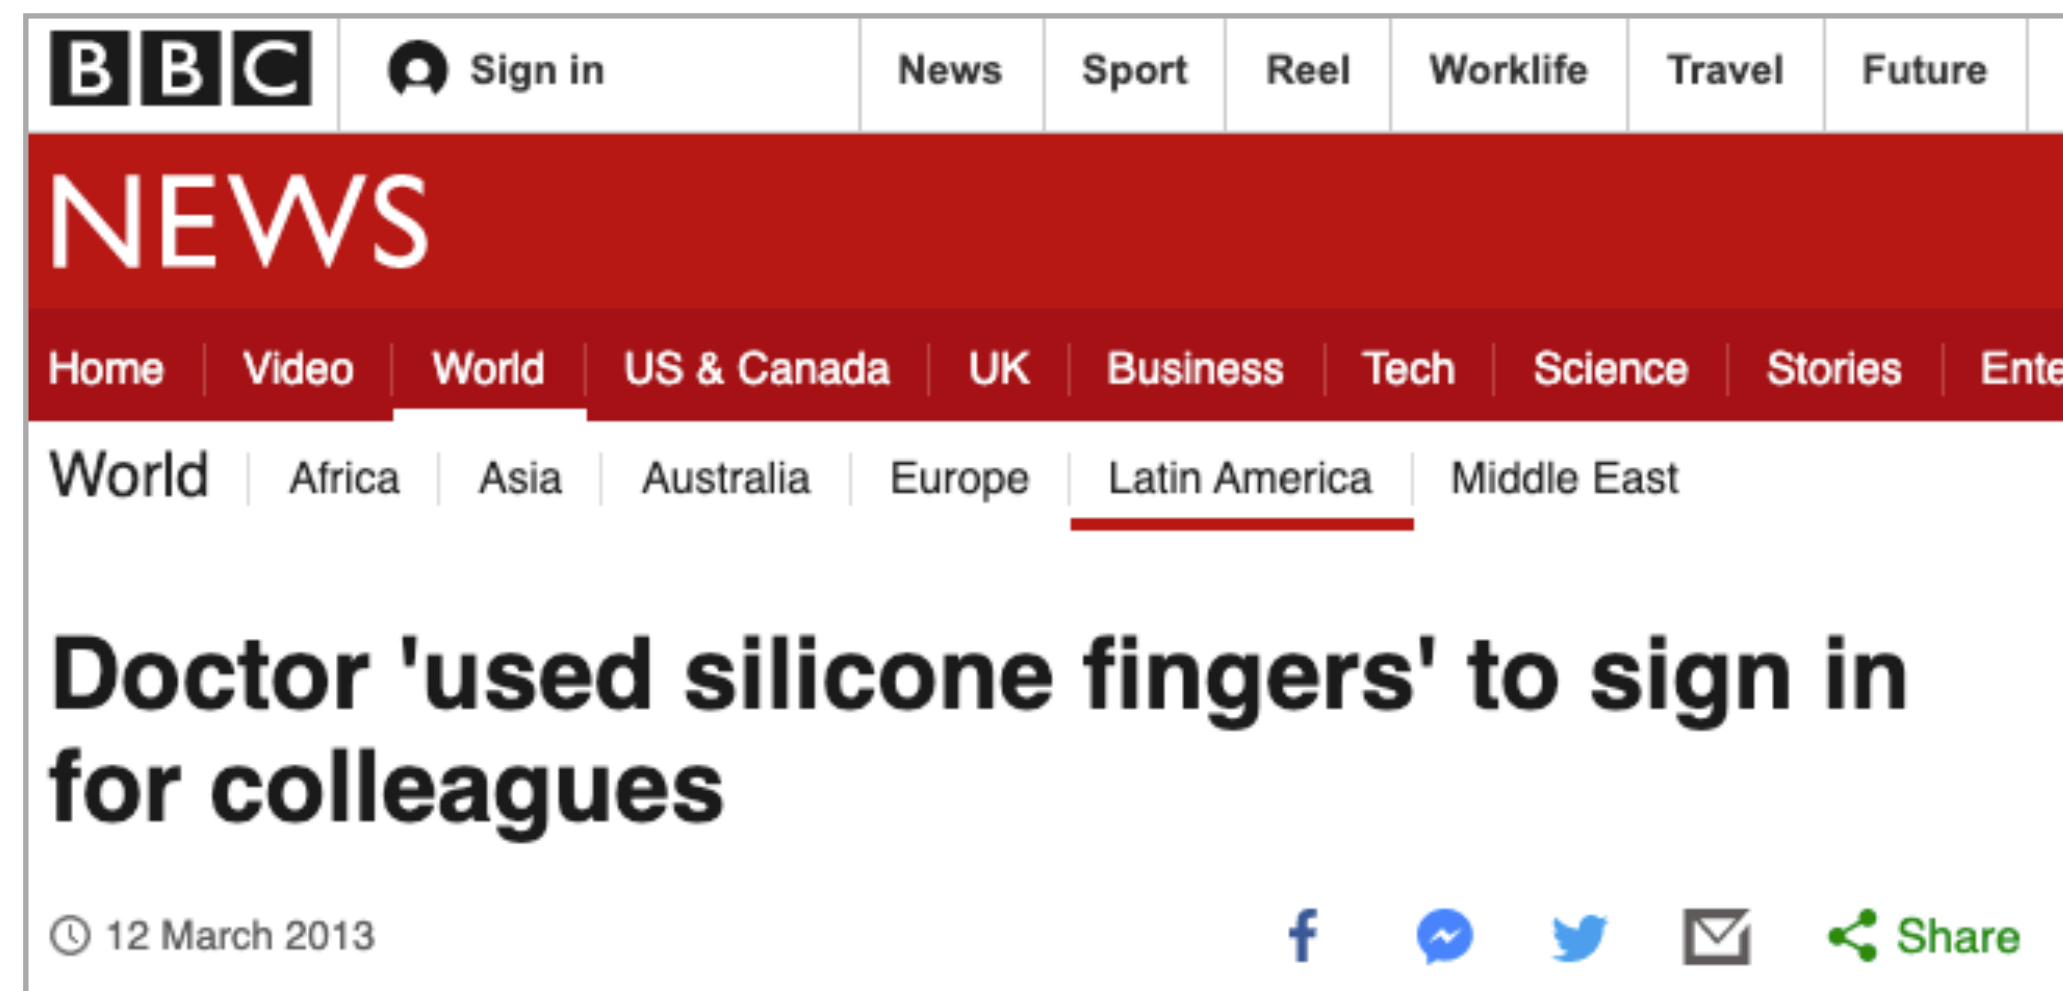 BBC Sign in News Sport Reel Worklife Travel Future
NEWS
Home Video World US & Canada UK Business Tech Science Stories Ente
World Africa Asia Australia Europe Latin America Middle East
Doctor 'used silicone fingers' to sign in
for colleagues
12 March 2013 Share